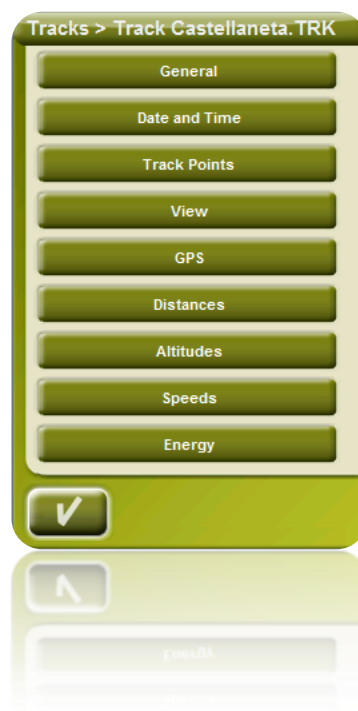 Tracks > Track Castellaneta.TRK
General
Date and Time
Track Points
View
GPS
Distances
Altitudes
Speeds
Energy